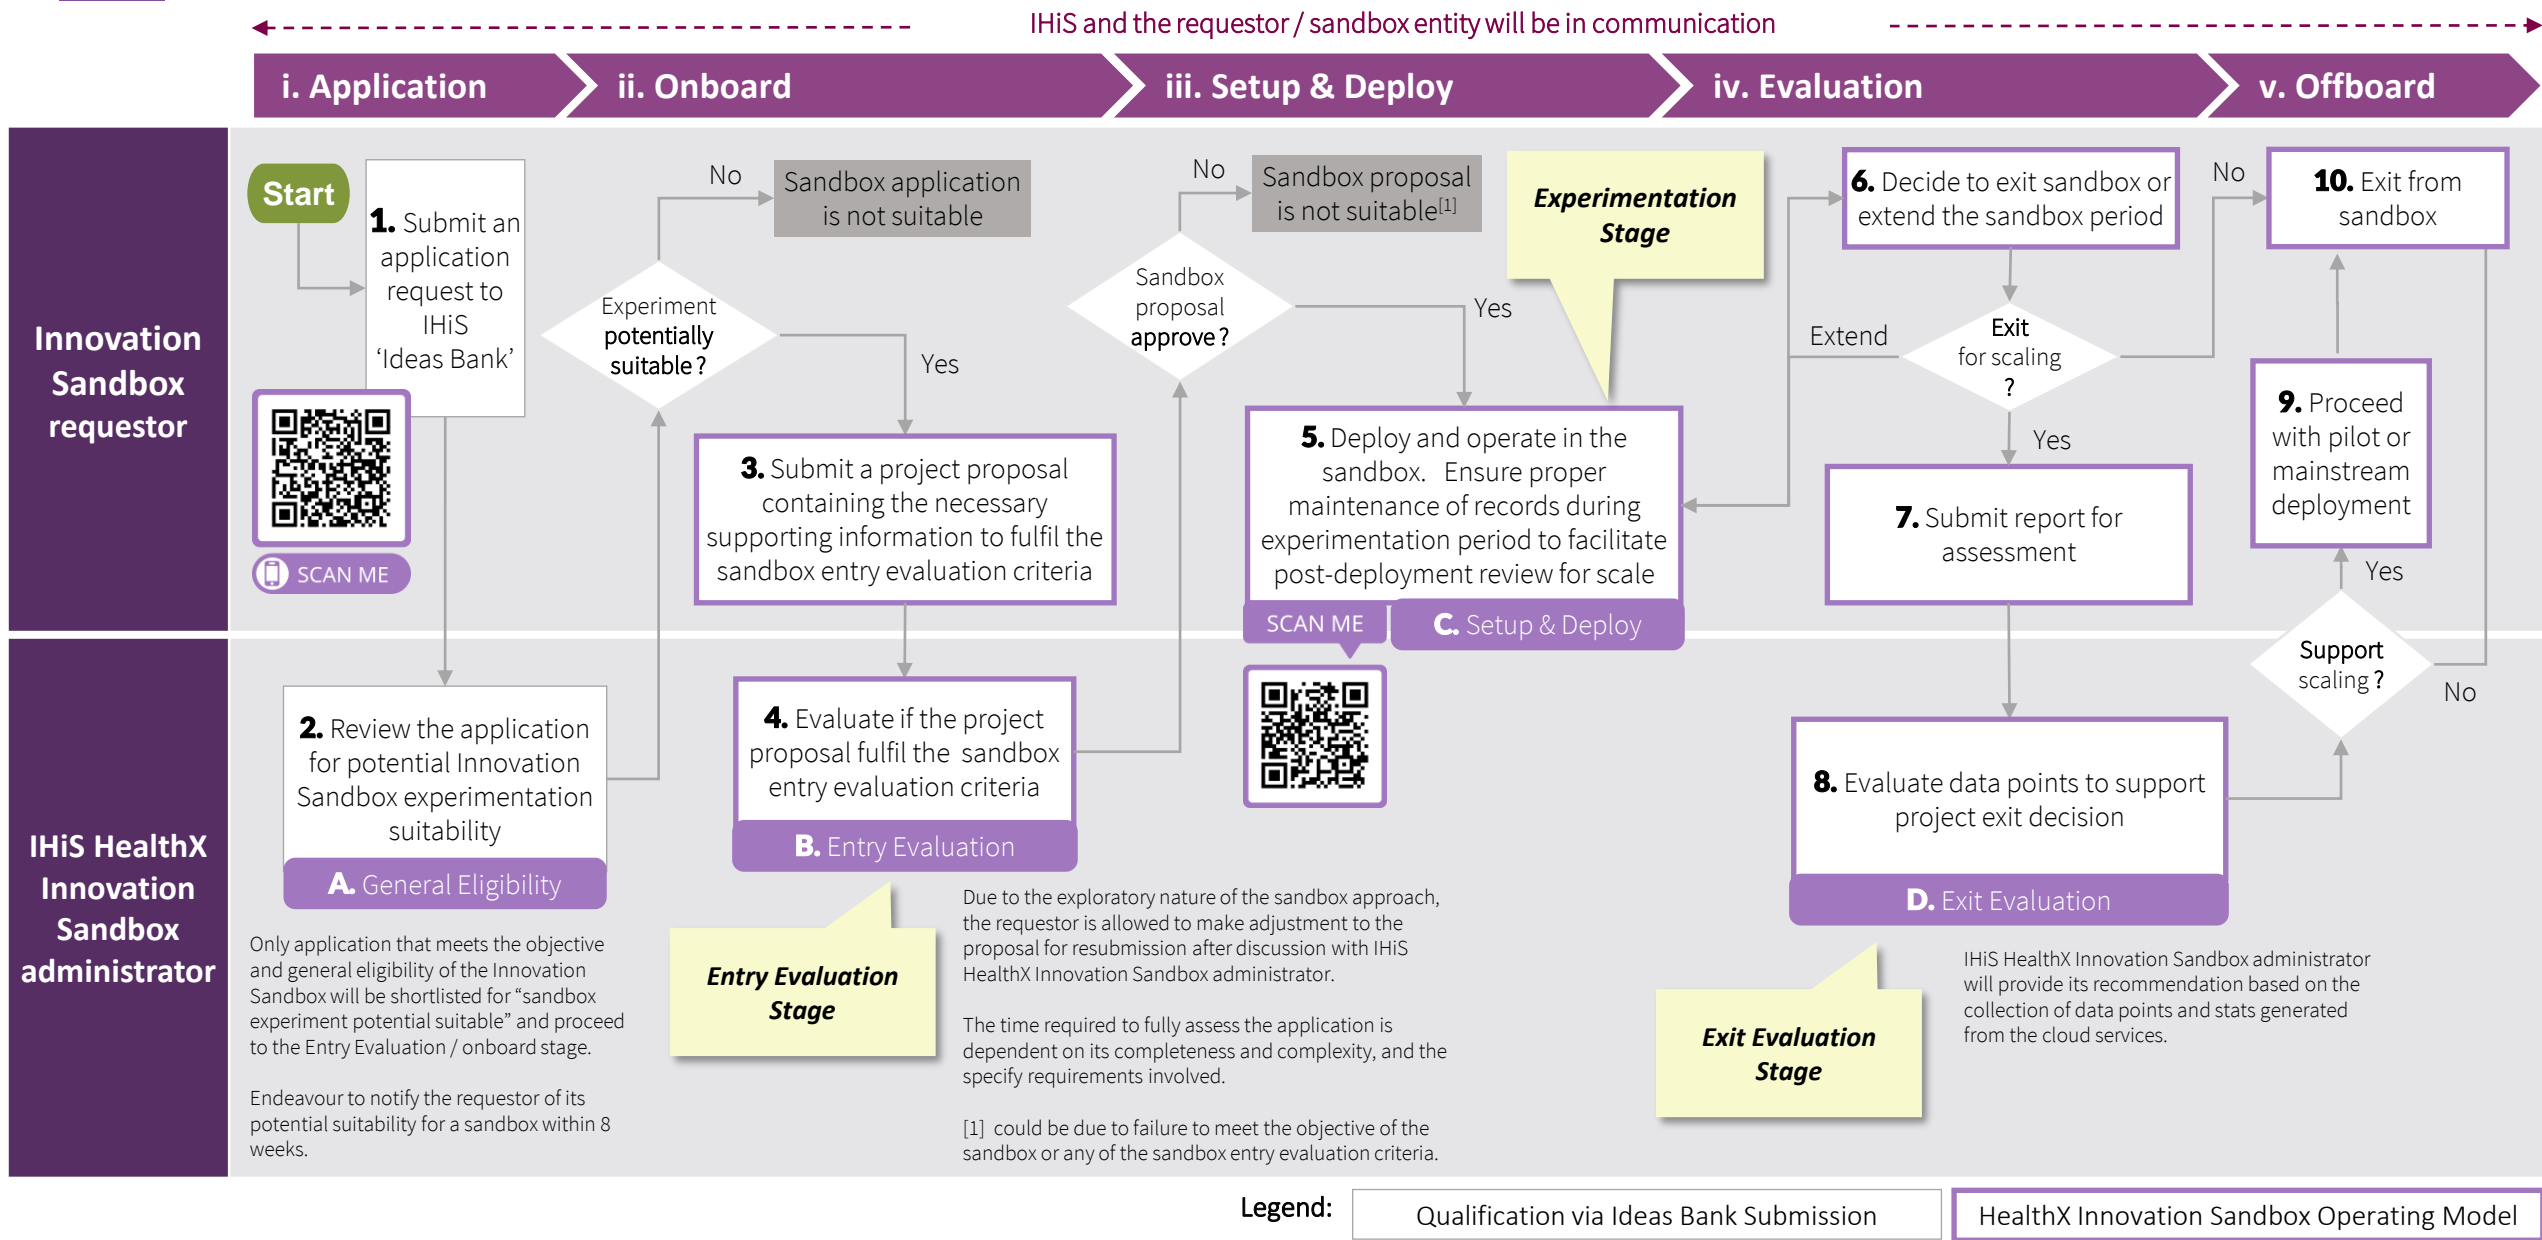 IHiS and the requestor / sandbox entity will be in communication
i. Application
ii. Onboard
iii. Setup & Deploy
iv. Evaluation
v. Offboard
Innovation
Sandbox
requestor
Start
1. Submit an
application
request to
IHiS
‘Ideas Bank’
SCAN ME
No
Sandbox application
is not suitable
Experiment
potentially
suitable ?
Yes
3. Submit a project proposal
containing the necessary
supporting information to fulfil the
sandbox entry evaluation criteria
No
Sandbox proposal
is not suitable[1]
Sandbox
proposal
approve ?
Yes
Experimentation
Stage
5. Deploy and operate in the
sandbox. Ensure proper
maintenance of records during
experimentation period to facilitate
post-deployment review for scale
SCAN ME
C. Setup & Deploy
6. Decide to exit sandbox or
extend the sandbox period
Extend
Exit
for scaling
?
No
Yes
7. Submit report for
assessment
10. Exit from
sandbox
9. Proceed
with pilot or
mainstream
deployment
Yes
Support
scaling ?
No
IHiS HealthX
Innovation
Sandbox
administrator
2. Review the application
for potential Innovation
Sandbox experimentation
suitability
A. General Eligibility
Only application that meets the objective
and general eligibility of the Innovation
Sandbox will be shortlisted for “sandbox
experiment potential suitable” and proceed
to the Entry Evaluation / onboard stage.
Endeavour to notify the requestor of its
potential suitability for a sandbox within 8
weeks.
4. Evaluate if the project
proposal fulfil the sandbox
entry evaluation criteria
B. Entry Evaluation
Entry Evaluation
Stage
Due to the exploratory nature of the sandbox approach,
the requestor is allowed to make adjustment to the
proposal for resubmission after discussion with IHiS
HealthX Innovation Sandbox administrator.
The time required to fully assess the application is
dependent on its completeness and complexity, and the
specify requirements involved.
[1] could be due to failure to meet the objective of the
sandbox or any of the sandbox entry evaluation criteria.
8. Evaluate data points to support
project exit decision
D. Exit Evaluation
Exit Evaluation
Stage
IHiS HealthX Innovation Sandbox administrator
will provide its recommendation based on the
collection of data points and stats generated
from the cloud services.
Legend:
Qualification via Ideas Bank Submission
HealthX Innovation Sandbox Operating Model